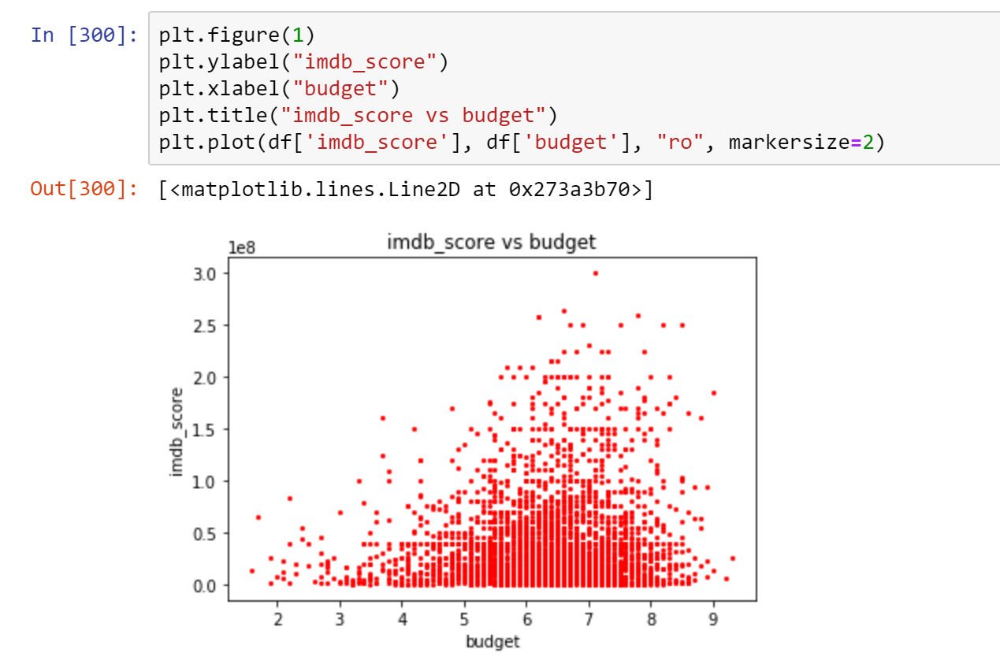 In [300]: plt.figure(1)
plt.ylabel("imdb_score")
plt.xlabel("budget")
plt.title("imdb_score vs budget")
plt.plot(df['imdb_score'], df['budget'], "ro", markersize=2)
Out[300]: [<matplotlib.lines.Line2D at 0x273a3b70>]
imdb_score vs budget
1e8
3.0
2.5
2.0
1.5
1.0
0.5
0.0
imdb_score
2 3 4 5 6 7 8 9
budget